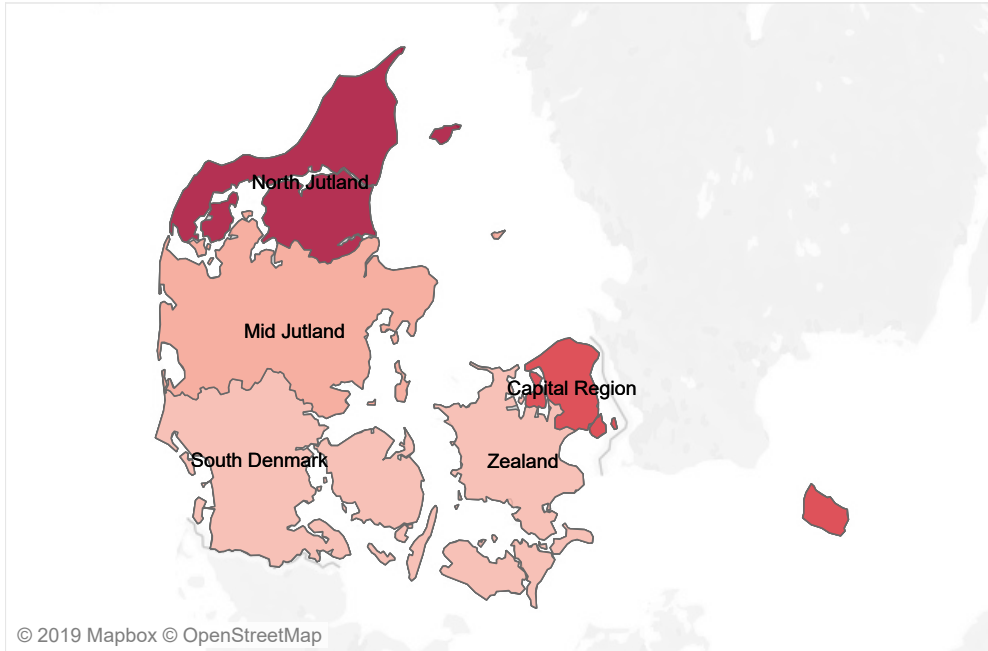 North Jutland
Mid Jutland
Capital Region
South Denmark
Zealand
© 2019 Mapbox © OpenStreetMap